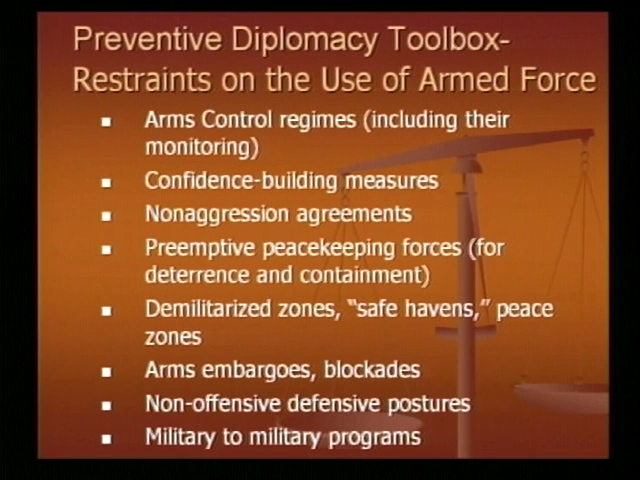 Preventive Diplomacy Toolbox-
Restraints on the Use of Armed Force
▪ Arms Control regimes (including their
monitoring)
▪ Confidence-building measures
▪ Nonaggression agreements
▪ Preemptive peacekeeping forces (for
deterrence and containment)
▪ Demilitarized zones, “safe havens,” peace
zones
▪ Arms embargoes, blockades
▪ Non-offensive defensive postures
▪ Military to military programs